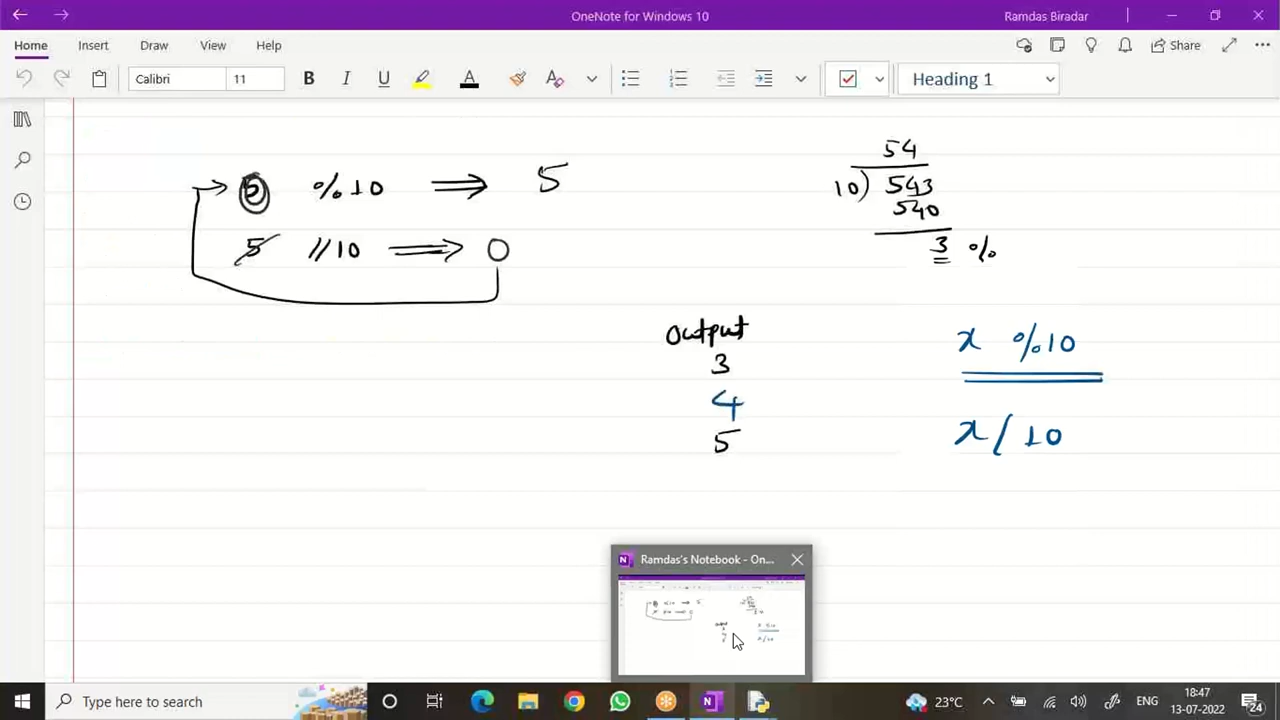 OneNote for Windows 10
Ramdas Biradar
Home Insert Draw View Help
Share
Calibri 11 B I U A Heading 1
5 %10 ⟹ 5
5 //10 ⟹ 0
54
10) 543
540
3 %
Output
3
4
5
x %10
x/10
Ramdas's Notebook - On...
Type here to search
23°C
ENG
18:47
13-07-2022
24